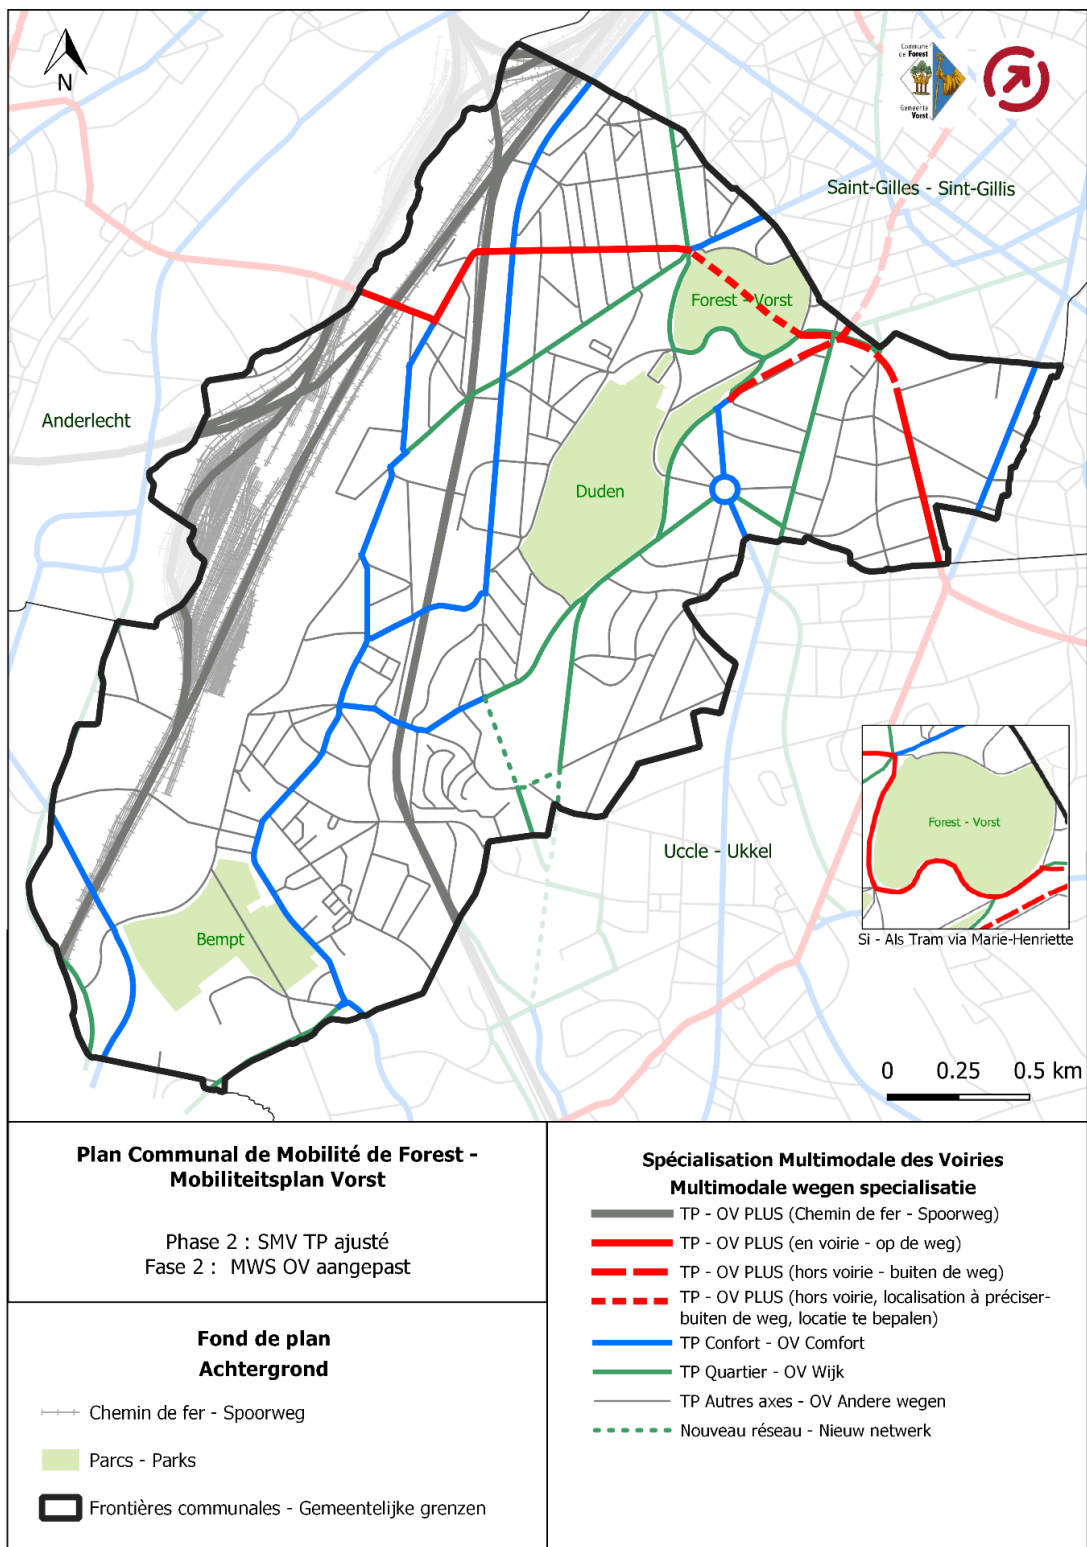 N
Commune
de Forest
Gemeente
Vorst
Saint-Gilles - Sint-Gillis
Forest - Vorst
Anderlecht
Duden
Forest - Vorst
Uccle - Ukkel
Si - Als Tram via Marie-Henriette
Bempt
0 0.25 0.5 km
Plan Communal de Mobilité de Forest -
Mobiliteitsplan Vorst
Phase 2 : SMV TP ajusté
Fase 2 : MWS OV aangepast
Fond de plan
Achtergrond
Chemin de fer - Spoorweg
Parcs - Parks
Frontières communales - Gemeentelijke grenzen
Spécialisation Multimodale des Voiries
Multimodale wegen specialisatie
TP - OV PLUS (Chemin de fer - Spoorweg)
TP - OV PLUS (en voirie - op de weg)
TP - OV PLUS (hors voirie - buiten de weg)
TP - OV PLUS (hors voirie, localisation à préciser-
buiten de weg, locatie te bepalen)
TP Confort - OV Comfort
TP Quartier - OV Wijk
TP Autres axes - OV Andere wegen
Nouveau réseau - Nieuw netwerk